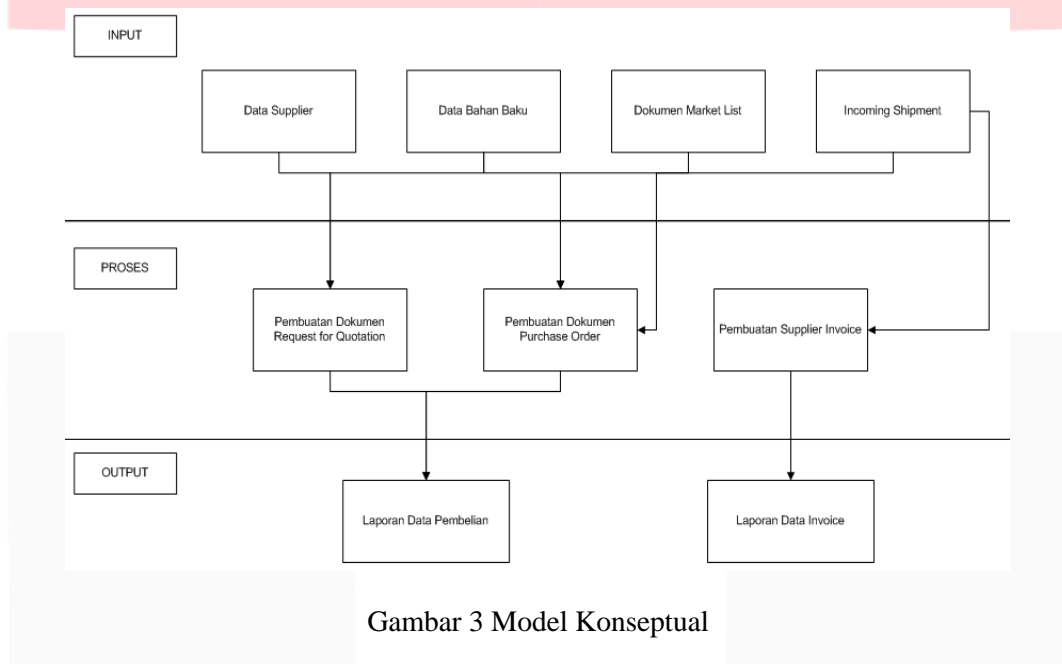 INPUT
Data Supplier
Data Bahan Baku
Dokumen Market List
Incoming Shipment
PROSES
Pembuatan Dokumen
Request for Quotation
Pembuatan Dokumen
Purchase Order
Pembuatan Supplier Invoice
OUTPUT
Laporan Data Pembelian
Laporan Data Invoice
Gambar 3 Model Konseptual